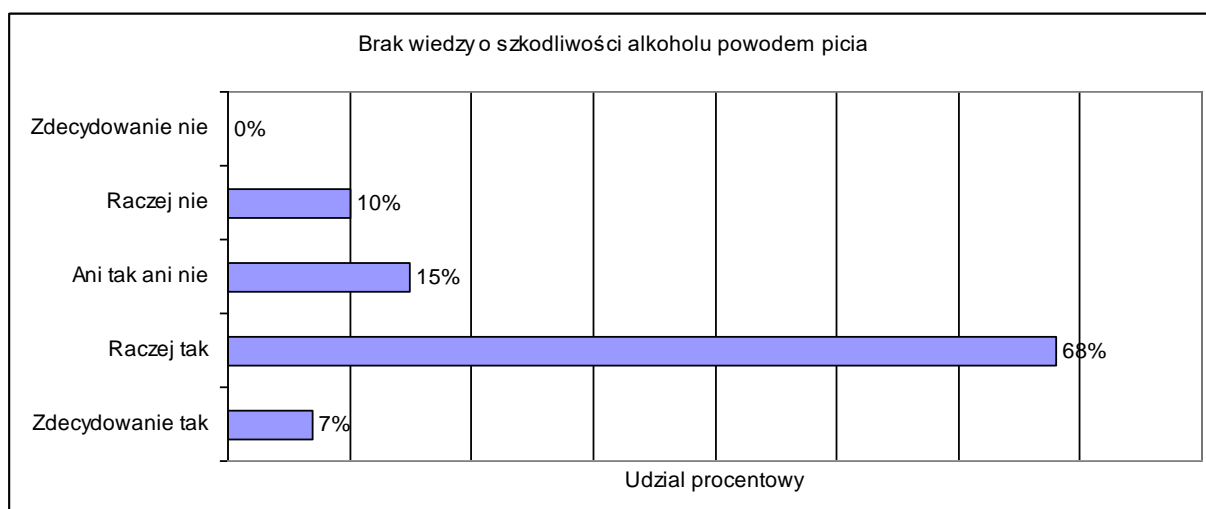 Brak wiedzy o szkodliwości alkoholu powodem picia
Zdecydowanie nie
0%
Raczej nie
10%
Ani tak ani nie
15%
Raczej tak
68%
Zdecydowanie tak
7%
Udzial procentowy